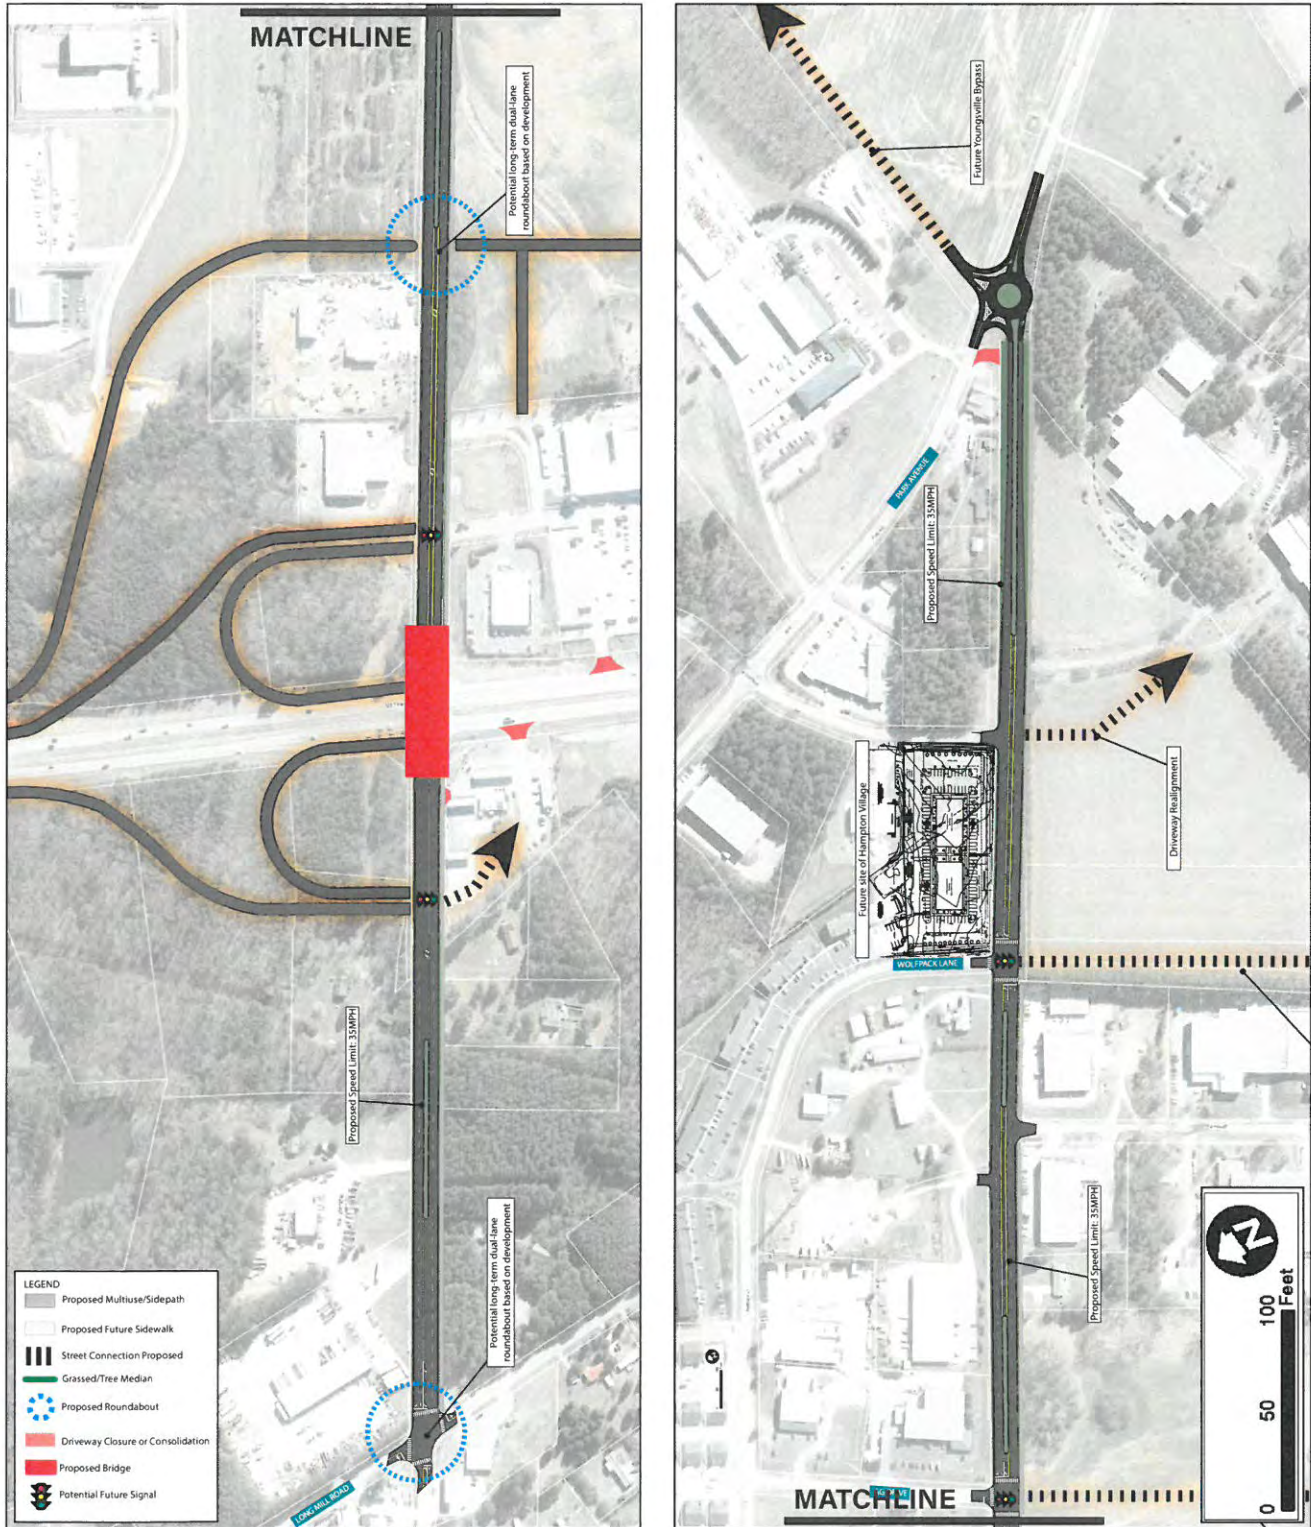 MATCHLINE
Potential long-term dual-lane
roundabout based on development
Proposed Speed Limit: 35MPH
Potential long-term dual-lane
roundabout based on development
LONG MILL ROAD
LEGEND
Proposed Multiuse/Sidepath
Proposed Future Sidewalk
Street Connection Proposed
Grassed/Tree Median
Proposed Roundabout
Driveway Closure or Consolidation
Proposed Bridge
Potential Future Signal
Future Youngsville Bypass
PARK AVENUE
Proposed Speed Limit: 35MPH
Driveway Realignment
Future site of Hampton Village
WOLFPACK LANE
Proposed Speed Limit: 35MPH
N
0 50 100
Feet
MATCHLINE